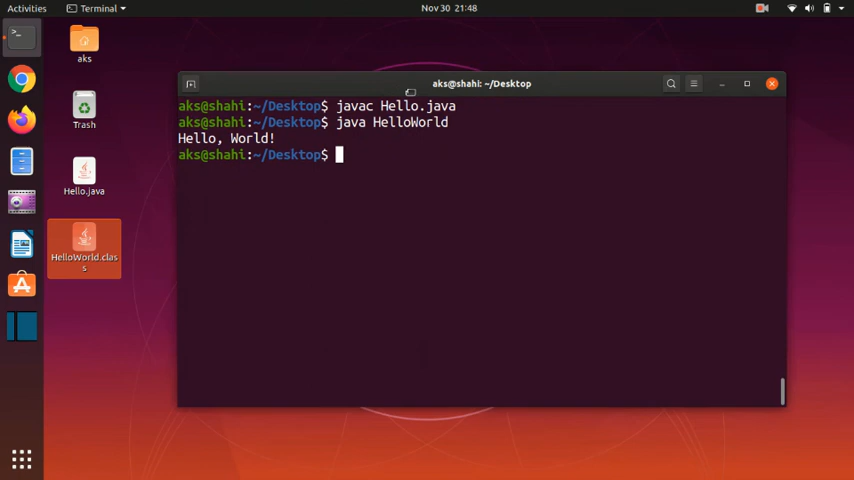 Activities
Terminal
Nov 30 21:48
aks
Trash
Hello.java
HelloWorld.clas
s
aks@shahi: ~/Desktop
aks@shahi:~/Desktop$ javac Hello.java
aks@shahi:~/Desktop$ java HelloWorld
Hello, World!
aks@shahi:~/Desktop$